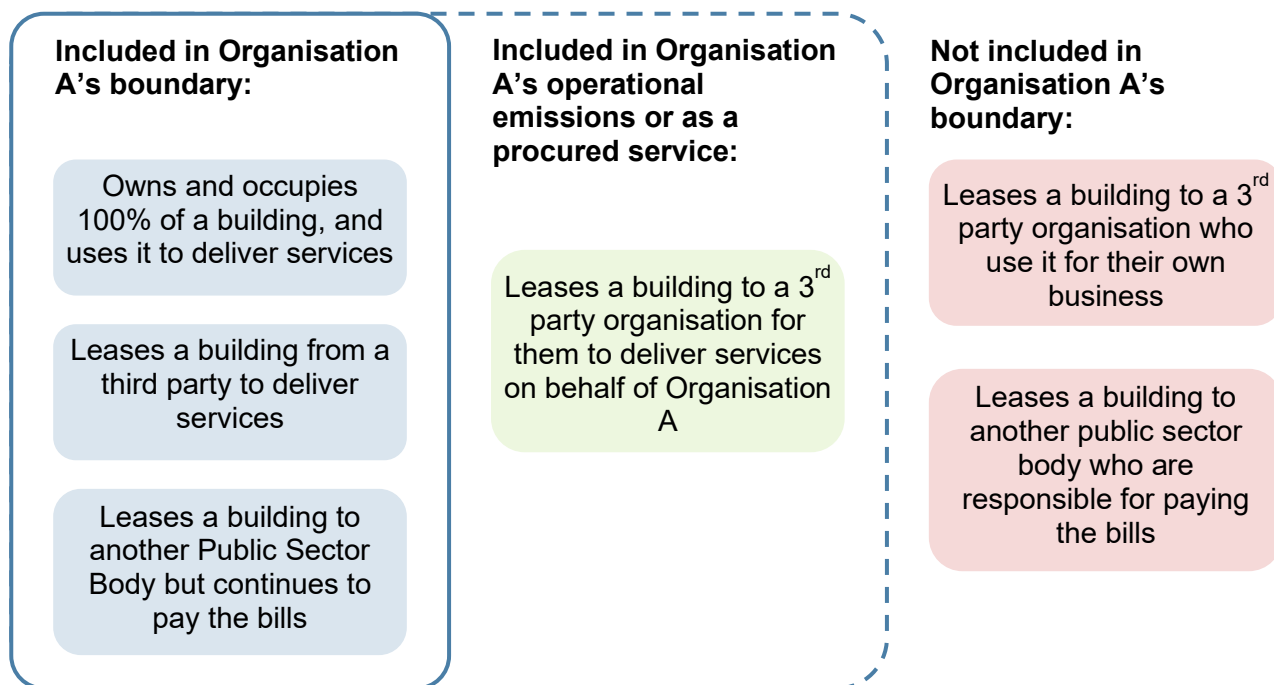 Included in Organisation
A’s boundary:
Owns and occupies
100% of a building, and
uses it to deliver services
Leases a building from a
third party to deliver
services
Leases a building to
another Public Sector
Body but continues to
pay the bills
Included in Organisation
A’s operational
emissions or as a
procured service:
Leases a building to a 3rd
party organisation for
them to deliver services
on behalf of Organisation
A
Not included in
Organisation A’s
boundary:
Leases a building to a 3rd
party organisation who
use it for their own
business
Leases a building to
another public sector
body who are
responsible for paying
the bills